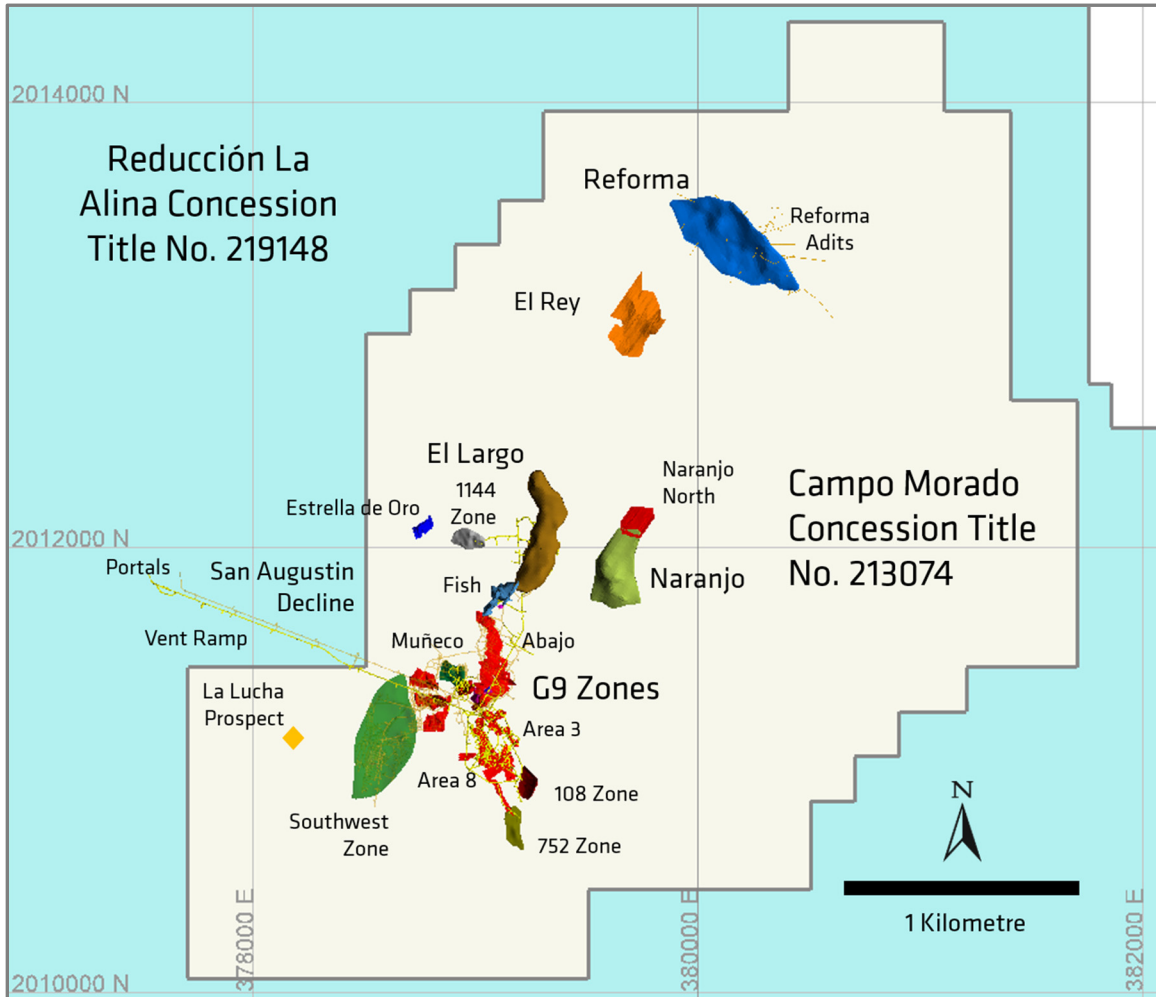 2014000 N
Reducción La
Alina Concession
Title No. 219148
Reforma
Reforma
Adits
El Rey
El Largo
1144
Zone
Estrella de Oro
Naranjo
North
Campo Morado
Concession Title
No. 213074
2012000 N
Portals
San Augustin
Decline
Fish
Naranjo
Vent Ramp
Muñeco
Abajo
La Lucha
Prospect
G9 Zones
Area 3
Area 8
108 Zone
Southwest
Zone
752 Zone
N
1 Kilometre
378000 E
380000 E
382000 E
2010000 N